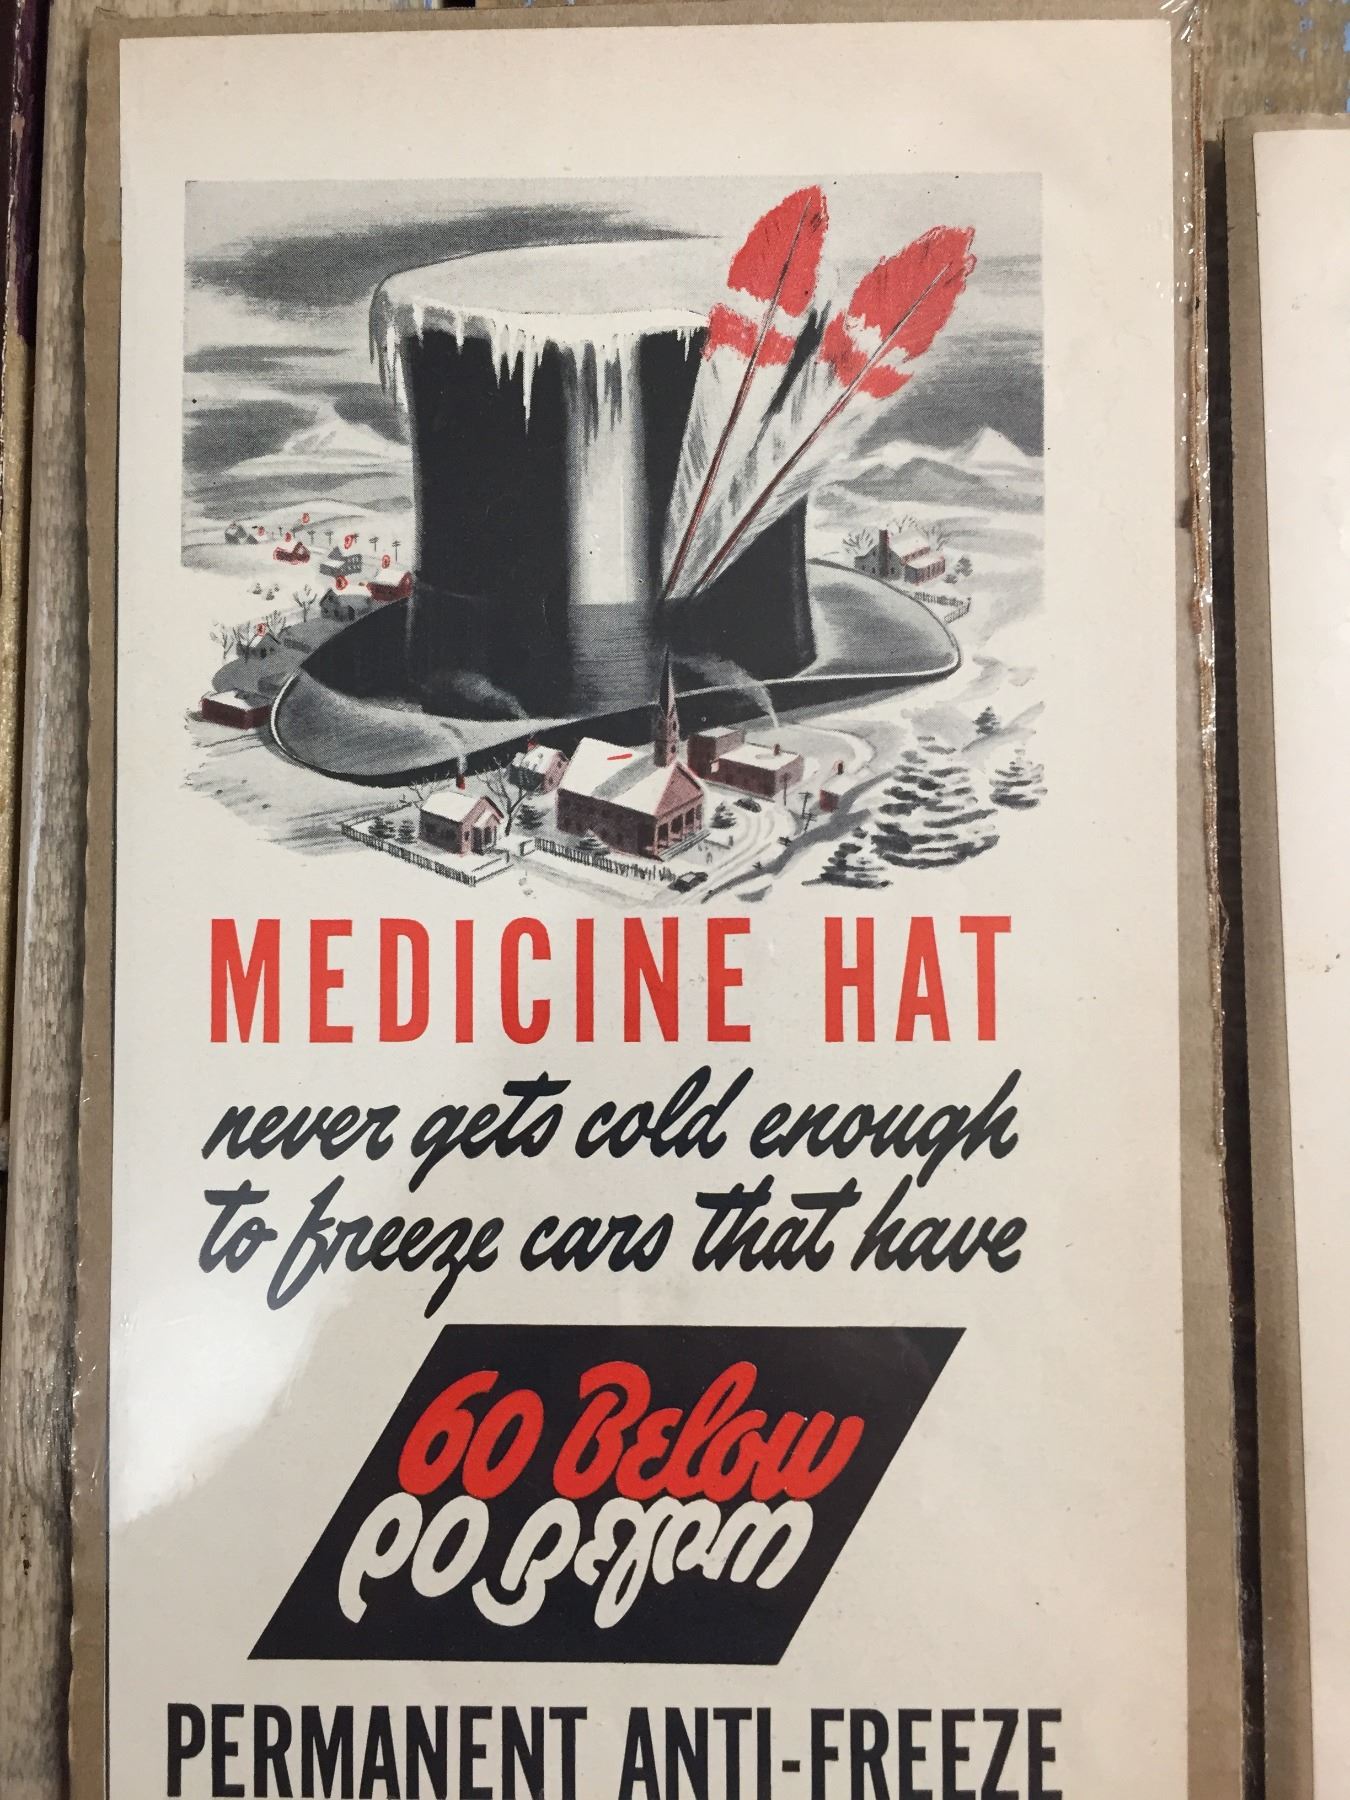 MEDICINE HAT
never gets cold enough
to freeze cars that have
60 Below
60 Below
PERMANENT ANTI-FREEZE